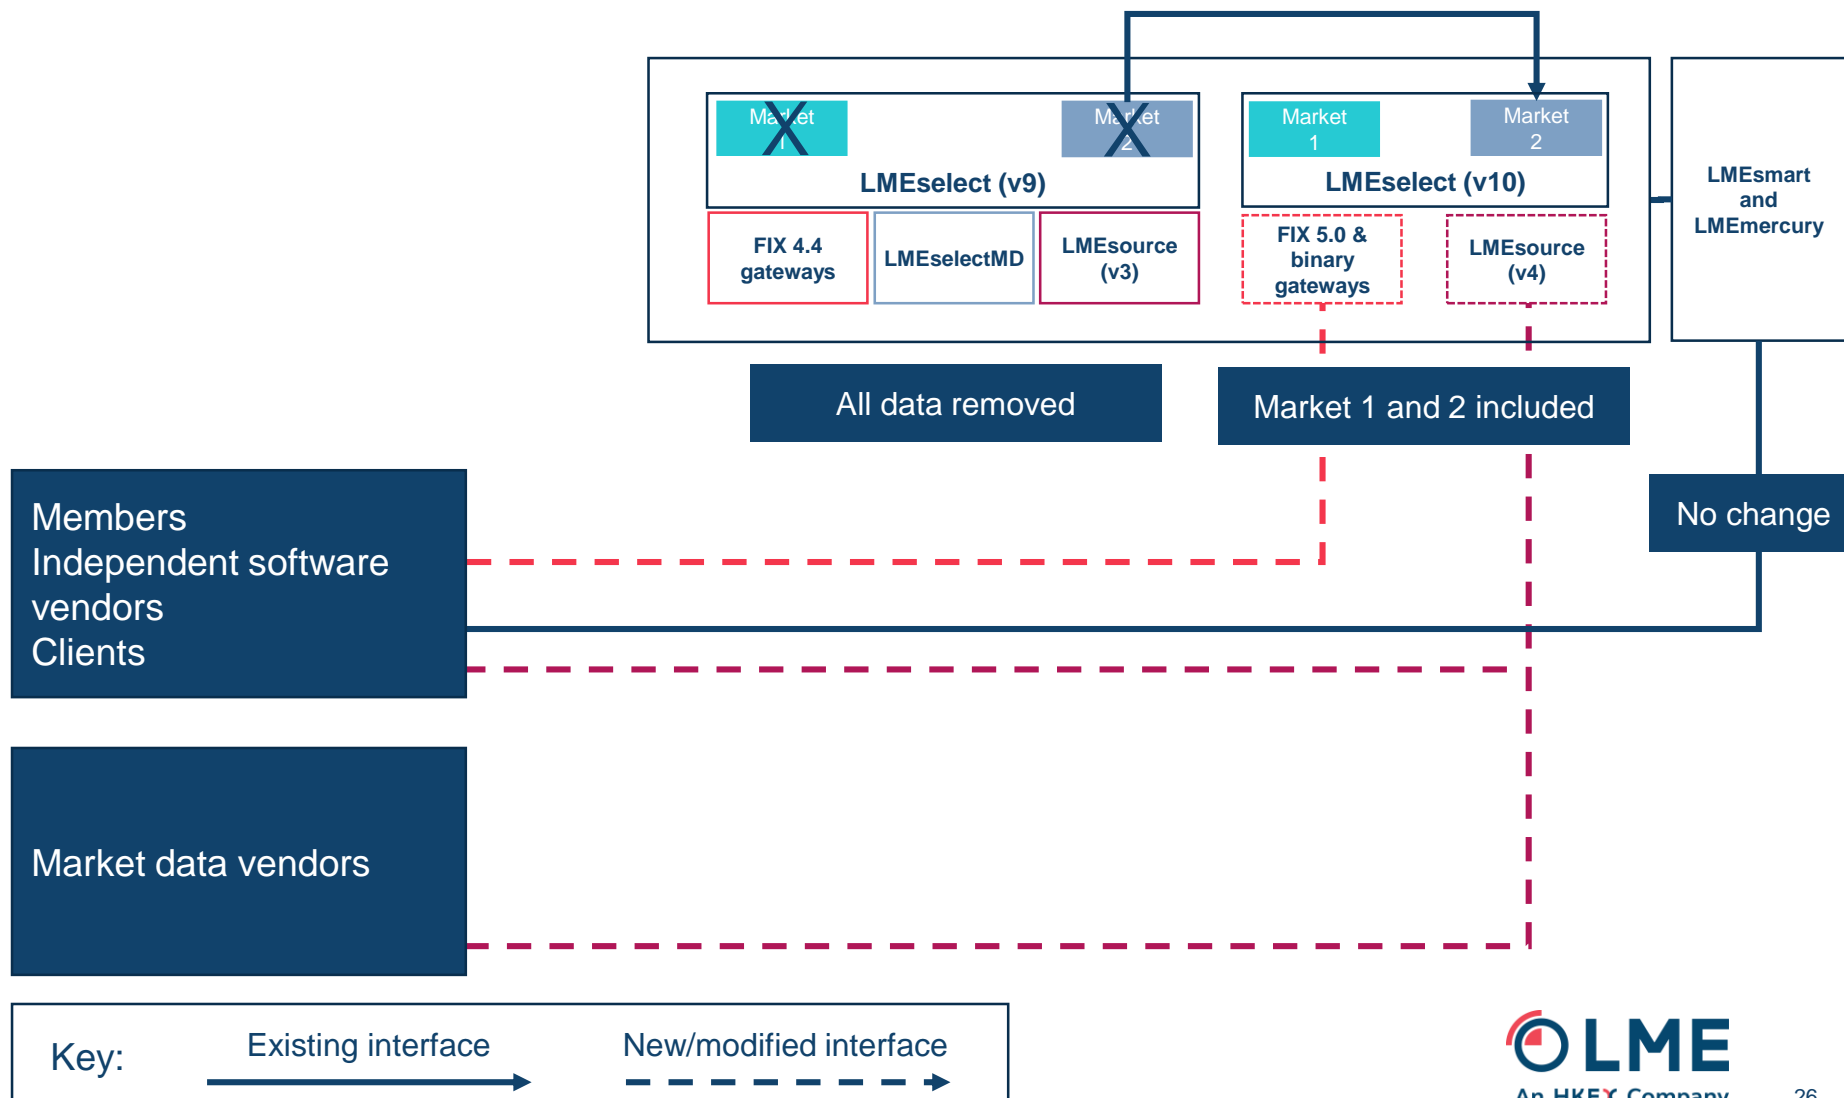 Market
1
Market
2
LMEselect (v9)
Market
1
Market
2
LMEselect (v10)
LMEsmart
and
LMEmercury
FIX 4.4
gateways
LMEselectMD
LMEsource
(v3)
FIX 5.0 &
binary
gateways
LMEsource
(v4)
All data removed
Market 1 and 2 included
No change
Members
Independent software
vendors
Clients
Market data vendors
Key:
Existing interface
New/modified interface
LME
An HKEX Company
26